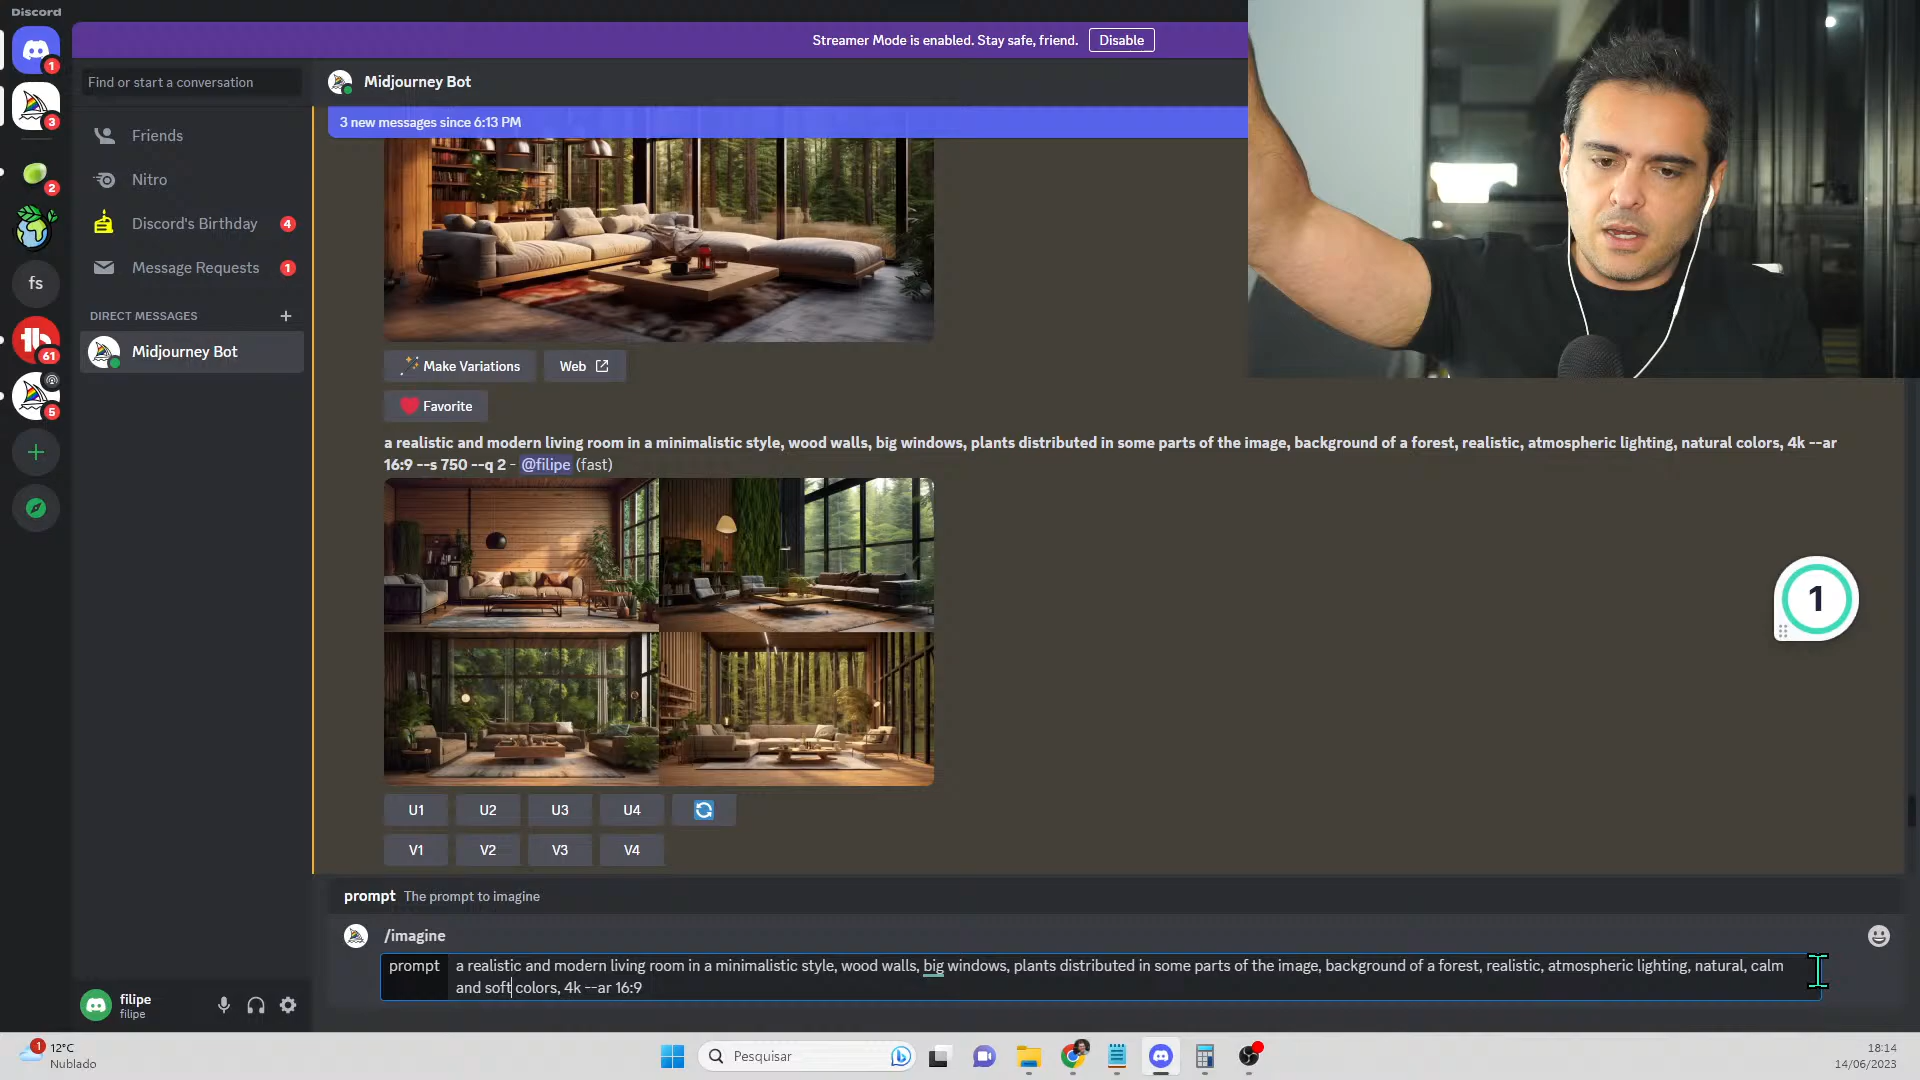 Discord
Streamer Mode is enabled. Stay safe, friend.
Disable
Find or start a conversation
Midjourney Bot
1
3 new messages since 6:13 PM
3
Friends
Nitro
2
Discord's Birthday
4
Message Requests
1
fs
DIRECT MESSAGES
61
Midjourney Bot
5
Make Variations
Web
Favorite
a realistic and modern living room in a minimalistic style, wood walls, big windows, plants distributed in some parts of the image, background of a forest, realistic, atmospheric lighting, natural colors, 4k --ar
16:9 --s 750 --q 2 - @filipe (fast)
1
U1
U2
U3
U4
V1
V2
V3
V4
prompt The prompt to imagine
/imagine
prompt a realistic and modern living room in a minimalistic style, wood walls, big windows, plants distributed in some parts of the image, background of a forest, realistic, atmospheric lighting, natural, calm
and soft colors, 4k --ar 16:9
filipe
filipe
1
12°C
Nublado
Pesquisar
18:14
14/06/2023